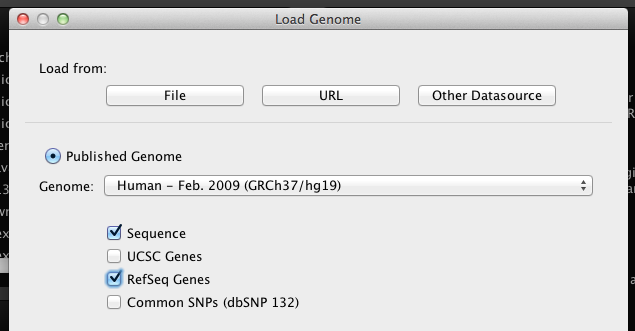 Load Genome
Load from:
File URL Other Datasource
Published Genome
Genome: Human – Feb. 2009 (GRCh37/hg19)
Sequence
UCSC Genes
RefSeq Genes
Common SNPs (dbSNP 132)